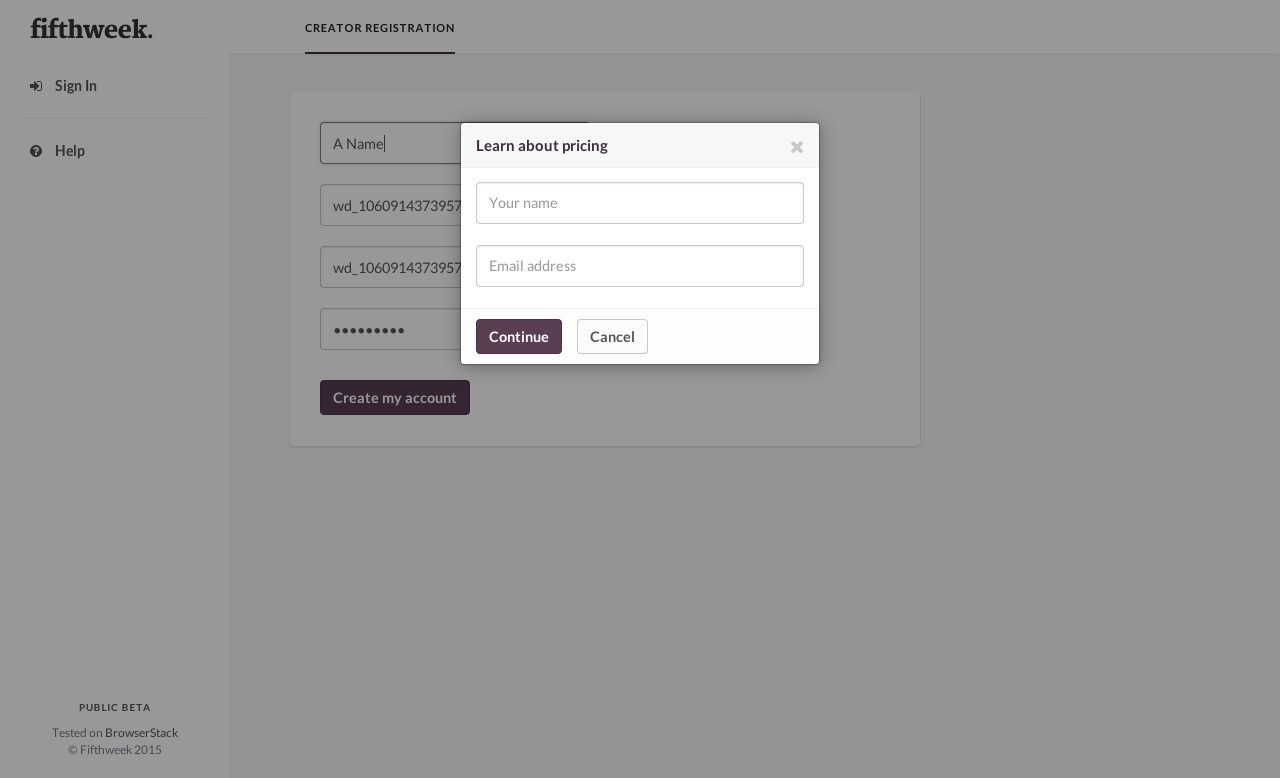 fifthweek.
CREATOR REGISTRATION
Sign In
Help
A Name
wd_1060914373957
wd_1060914373957
•••••••••
Create my account
Learn about pricing
Your name
Email address
Continue
Cancel
PUBLIC BETA
Tested on BrowserStack
© Fifthweek 2015